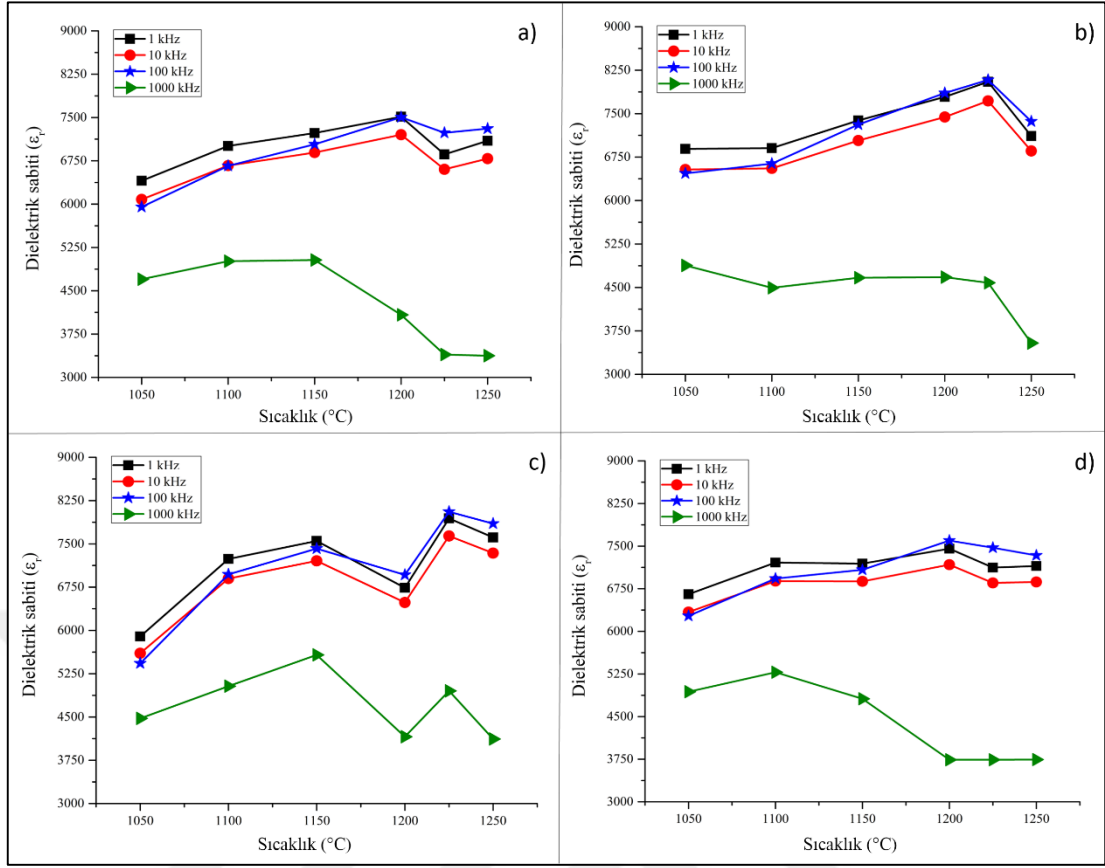 a)
1 kHz
10 kHz
100 kHz
1000 kHz
9000
8250
7500
6750
6000
5250
4500
3750
3000
Dielektrik sabiti (εr)
1050 1100 1150 1200 1250
Sıcaklık (°C)
b)
1 kHz
10 kHz
100 kHz
1000 kHz
9000
8250
7500
6750
6000
5250
4500
3750
3000
Dielektrik sabiti (εr)
1050 1100 1150 1200 1250
Sıcaklık (°C)
c)
1 kHz
10 kHz
100 kHz
1000 kHz
9000
8250
7500
6750
6000
5250
4500
3750
3000
Dielektrik sabiti (εr)
1050 1100 1150 1200 1250
Sıcaklık (°C)
d)
1 kHz
10 kHz
100 kHz
1000 kHz
9000
8250
7500
6750
6000
5250
4500
3750
3000
Dielektrik sabiti (εr)
1050 1100 1150 1200 1250
Sıcaklık (°C)